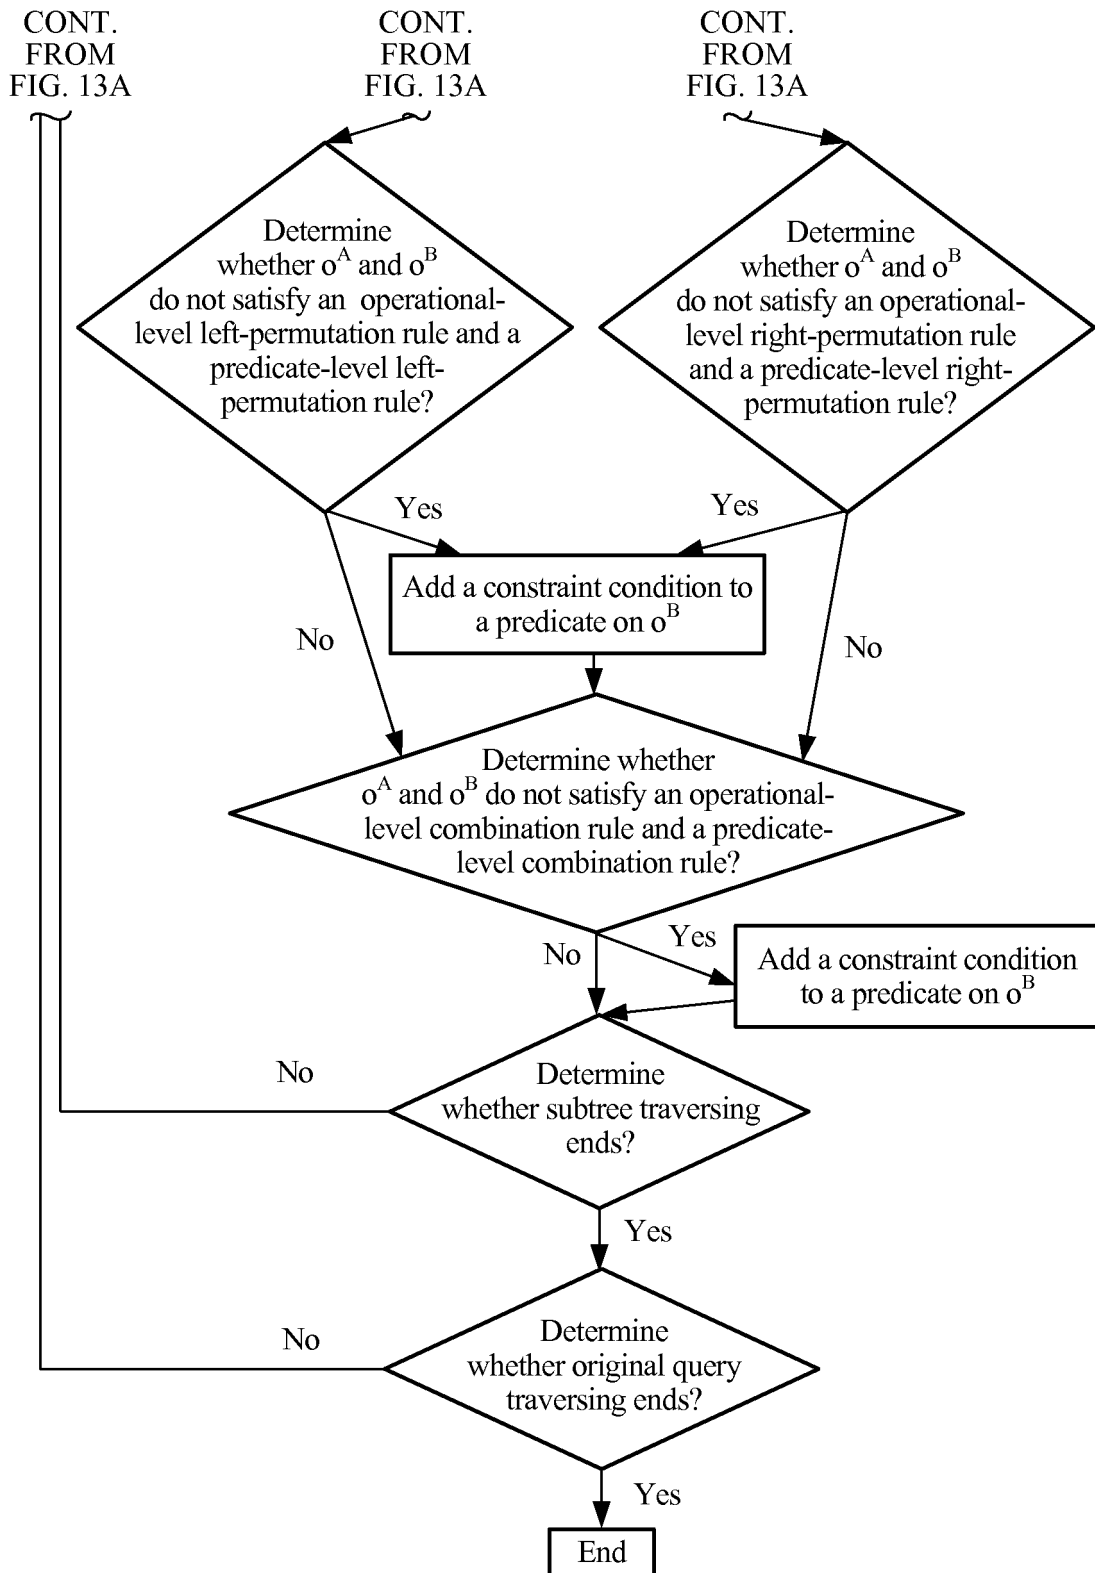 CONT.
FROM
FIG. 13A
CONT.
FROM
FIG. 13A
CONT.
FROM
FIG. 13A
Determine
whether o^A and o^B
do not satisfy an operational-
level left-permutation rule and a
predicate-level left-
permutation rule?
Determine
whether o^A and o^B
do not satisfy an operational-
level right-permutation rule
and a predicate-level right-
permutation rule?
Yes
Yes
Add a constraint condition to
a predicate on o^B
No
No
Determine whether
o^A and o^B do not satisfy an operational-
level combination rule and a predicate-
level combination rule?
No
Yes
Add a constraint condition
to a predicate on o^B
No
Determine
whether subtree traversing
ends?
Yes
No
Determine
whether original query
traversing ends?
Yes
End